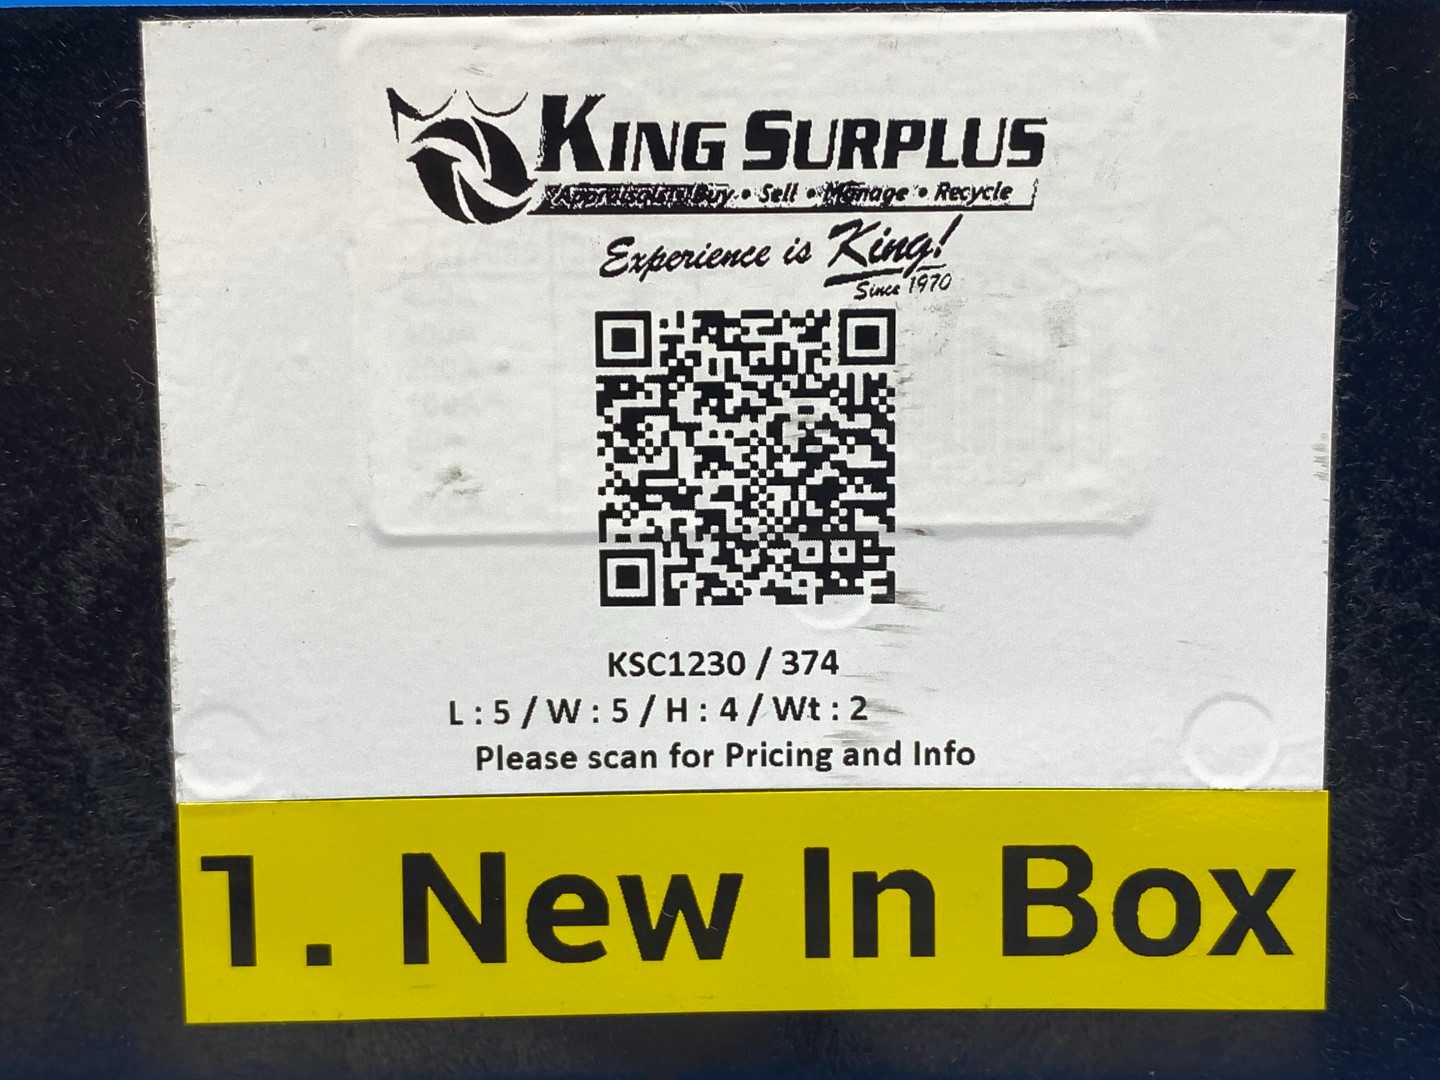 KING SURPLUS
Appraisals • Buy • Sell • Manage • Recycle
Experience is King!
Since 1970
KSC1230 / 374
L : 5 / W : 5 / H : 4 / Wt : 2
Please scan for Pricing and Info
1. New In Box